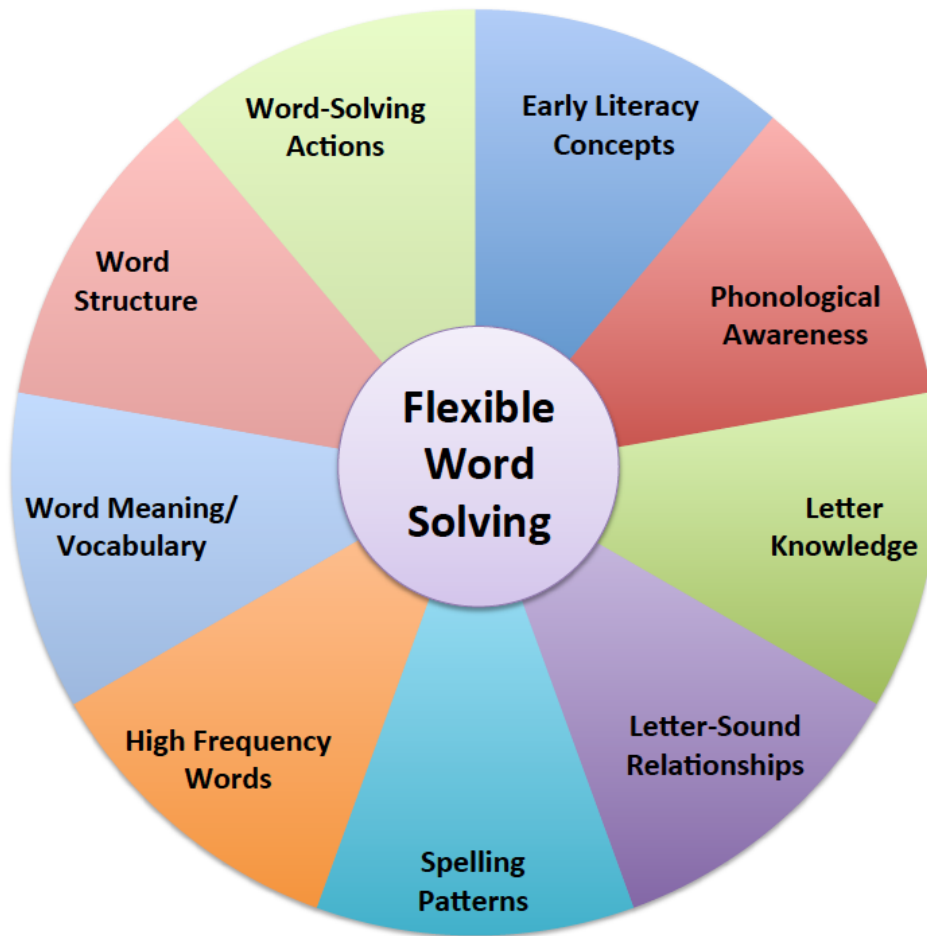 Early Literacy
Concepts
Phonological
Awareness
Letter
Knowledge
Letter-Sound
Relationships
Spelling
Patterns
High Frequency
Words
Word Meaning/
Vocabulary
Word
Structure
Word-Solving
Actions
Flexible
Word
Solving